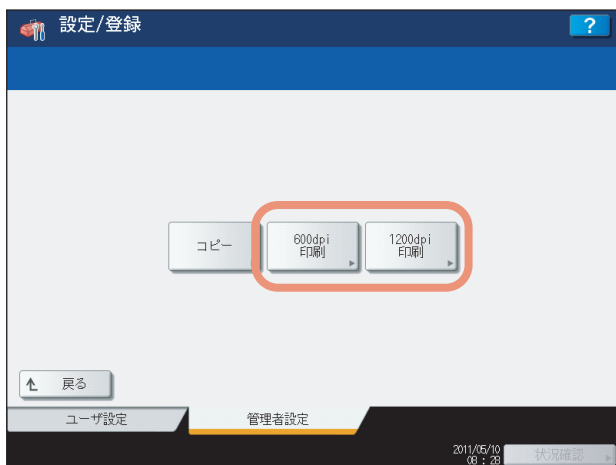 設定/登録
?
コピー
600dpi
印刷
1200dpi
印刷
戻る
ユーザ設定
管理者設定
2011/05/10
08 : 28
状況確認